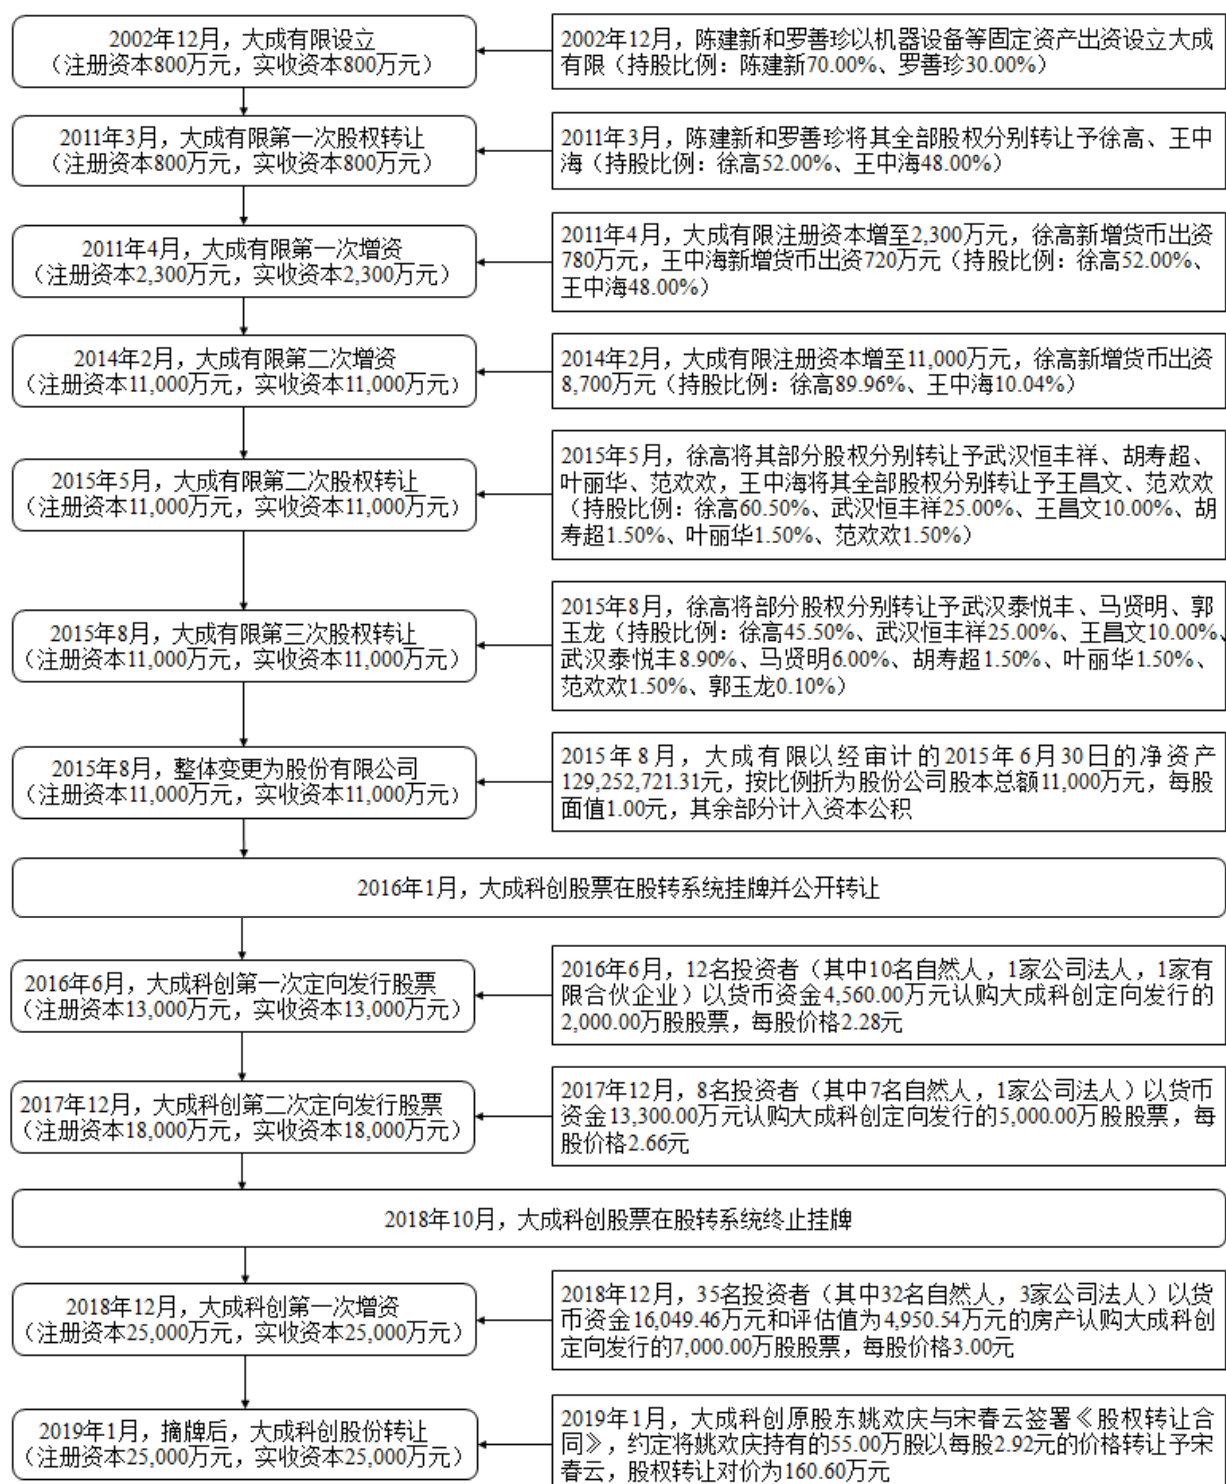 2002年12月，大成有限设立
（注册资本800万元，实收资本800万元）
2002年12月，陈建新和罗善珍以机器设备等固定资产出资设立大成
有限（持股比例：陈建新70.00%、罗善珍30.00%）
2011年3月，大成有限第一次股权转让
（注册资本800万元，实收资本800万元）
2011年3月，陈建新和罗善珍将其全部股权分别转让予徐高、王中
海（持股比例：徐高52.00%、王中海48.00%）
2011年4月，大成有限第一次增资
（注册资本2,300万元，实收资本2,300万元）
2011年4月，大成有限注册资本增至2,300万元，徐高新增货币出资
780万元，王中海新增货币出资720万元（持股比例：徐高52.00%、
王中海48.00%）
2014年2月，大成有限第二次增资
（注册资本11,000万元，实收资本11,000万元）
2014年2月，大成有限注册资本增至11,000万元，徐高新增货币出资
8,700万元（持股比例：徐高89.96%、王中海10.04%）
2015年5月，大成有限第二次股权转让
（注册资本11,000万元，实收资本11,000万元）
2015年5月，徐高将其部分股权分别转让予武汉恒丰祥、胡寿超、
叶丽华、范欢欢，王中海将其全部股权分别转让予王昌文、范欢欢
（持股比例：徐高60.50%、武汉恒丰祥25.00%、王昌文10.00%、胡
寿超1.50%、叶丽华1.50%、范欢欢1.50%）
2015年8月，大成有限第三次股权转让
（注册资本11,000万元，实收资本11,000万元）
2015年8月，徐高将部分股权分别转让予武汉泰悦丰、马贤明、郭
玉龙（持股比例：徐高45.50%、武汉恒丰祥25.00%、王昌文10.00%、
武汉泰悦丰8.90%、马贤明6.00%、胡寿超1.50%、叶丽华1.50%、
范欢欢1.50%、郭玉龙0.10%）
2015年8月，整体变更为股份有限公司
（注册资本11,000万元，实收资本11,000万元）
2015年8月，大成有限以经审计的2015年6月30日的净资产
129,252,721.31元，按比例折为股份公司股本总额11,000万元，每股
面值1.00元，其余部分计入资本公积
2016年1月，大成科创股票在股转系统挂牌并公开转让
2016年6月，大成科创第一次定向发行股票
（注册资本13,000万元，实收资本13,000万元）
2016年6月，12名投资者（其中10名自然人，1家公司法人，1家有
限合伙企业）以货币资金4,560.00万元认购大成科创定向发行的
2,000.00万股股票，每股价格2.28元
2017年12月，大成科创第二次定向发行股票
（注册资本18,000万元，实收资本18,000万元）
2017年12月，8名投资者（其中7名自然人，1家公司法人）以货币
资金13,300.00万元认购大成科创定向发行的5,000.00万股股票，每
股价格2.66元
2018年10月，大成科创股票在股转系统终止挂牌
2018年12月，大成科创第一次增资
（注册资本25,000万元，实收资本25,000万元）
2018年12月，35名投资者（其中32名自然人，3家公司法人）以货
币资金16,049.46万元和评估值为4,950.54万元的房产认购大成科创
定向发行的7,000.00万股股票，每股价格3.00元
2019年1月，摘牌后，大成科创股份转让
（注册资本25,000万元，实收资本25,000万元）
2019年1月，大成科创原股东姚欢庆与宋春云签署《股权转让合
同》，约定将姚欢庆持有的55.00万股以每股2.92元的价格转让予宋
春云，股权转让对价为160.60万元